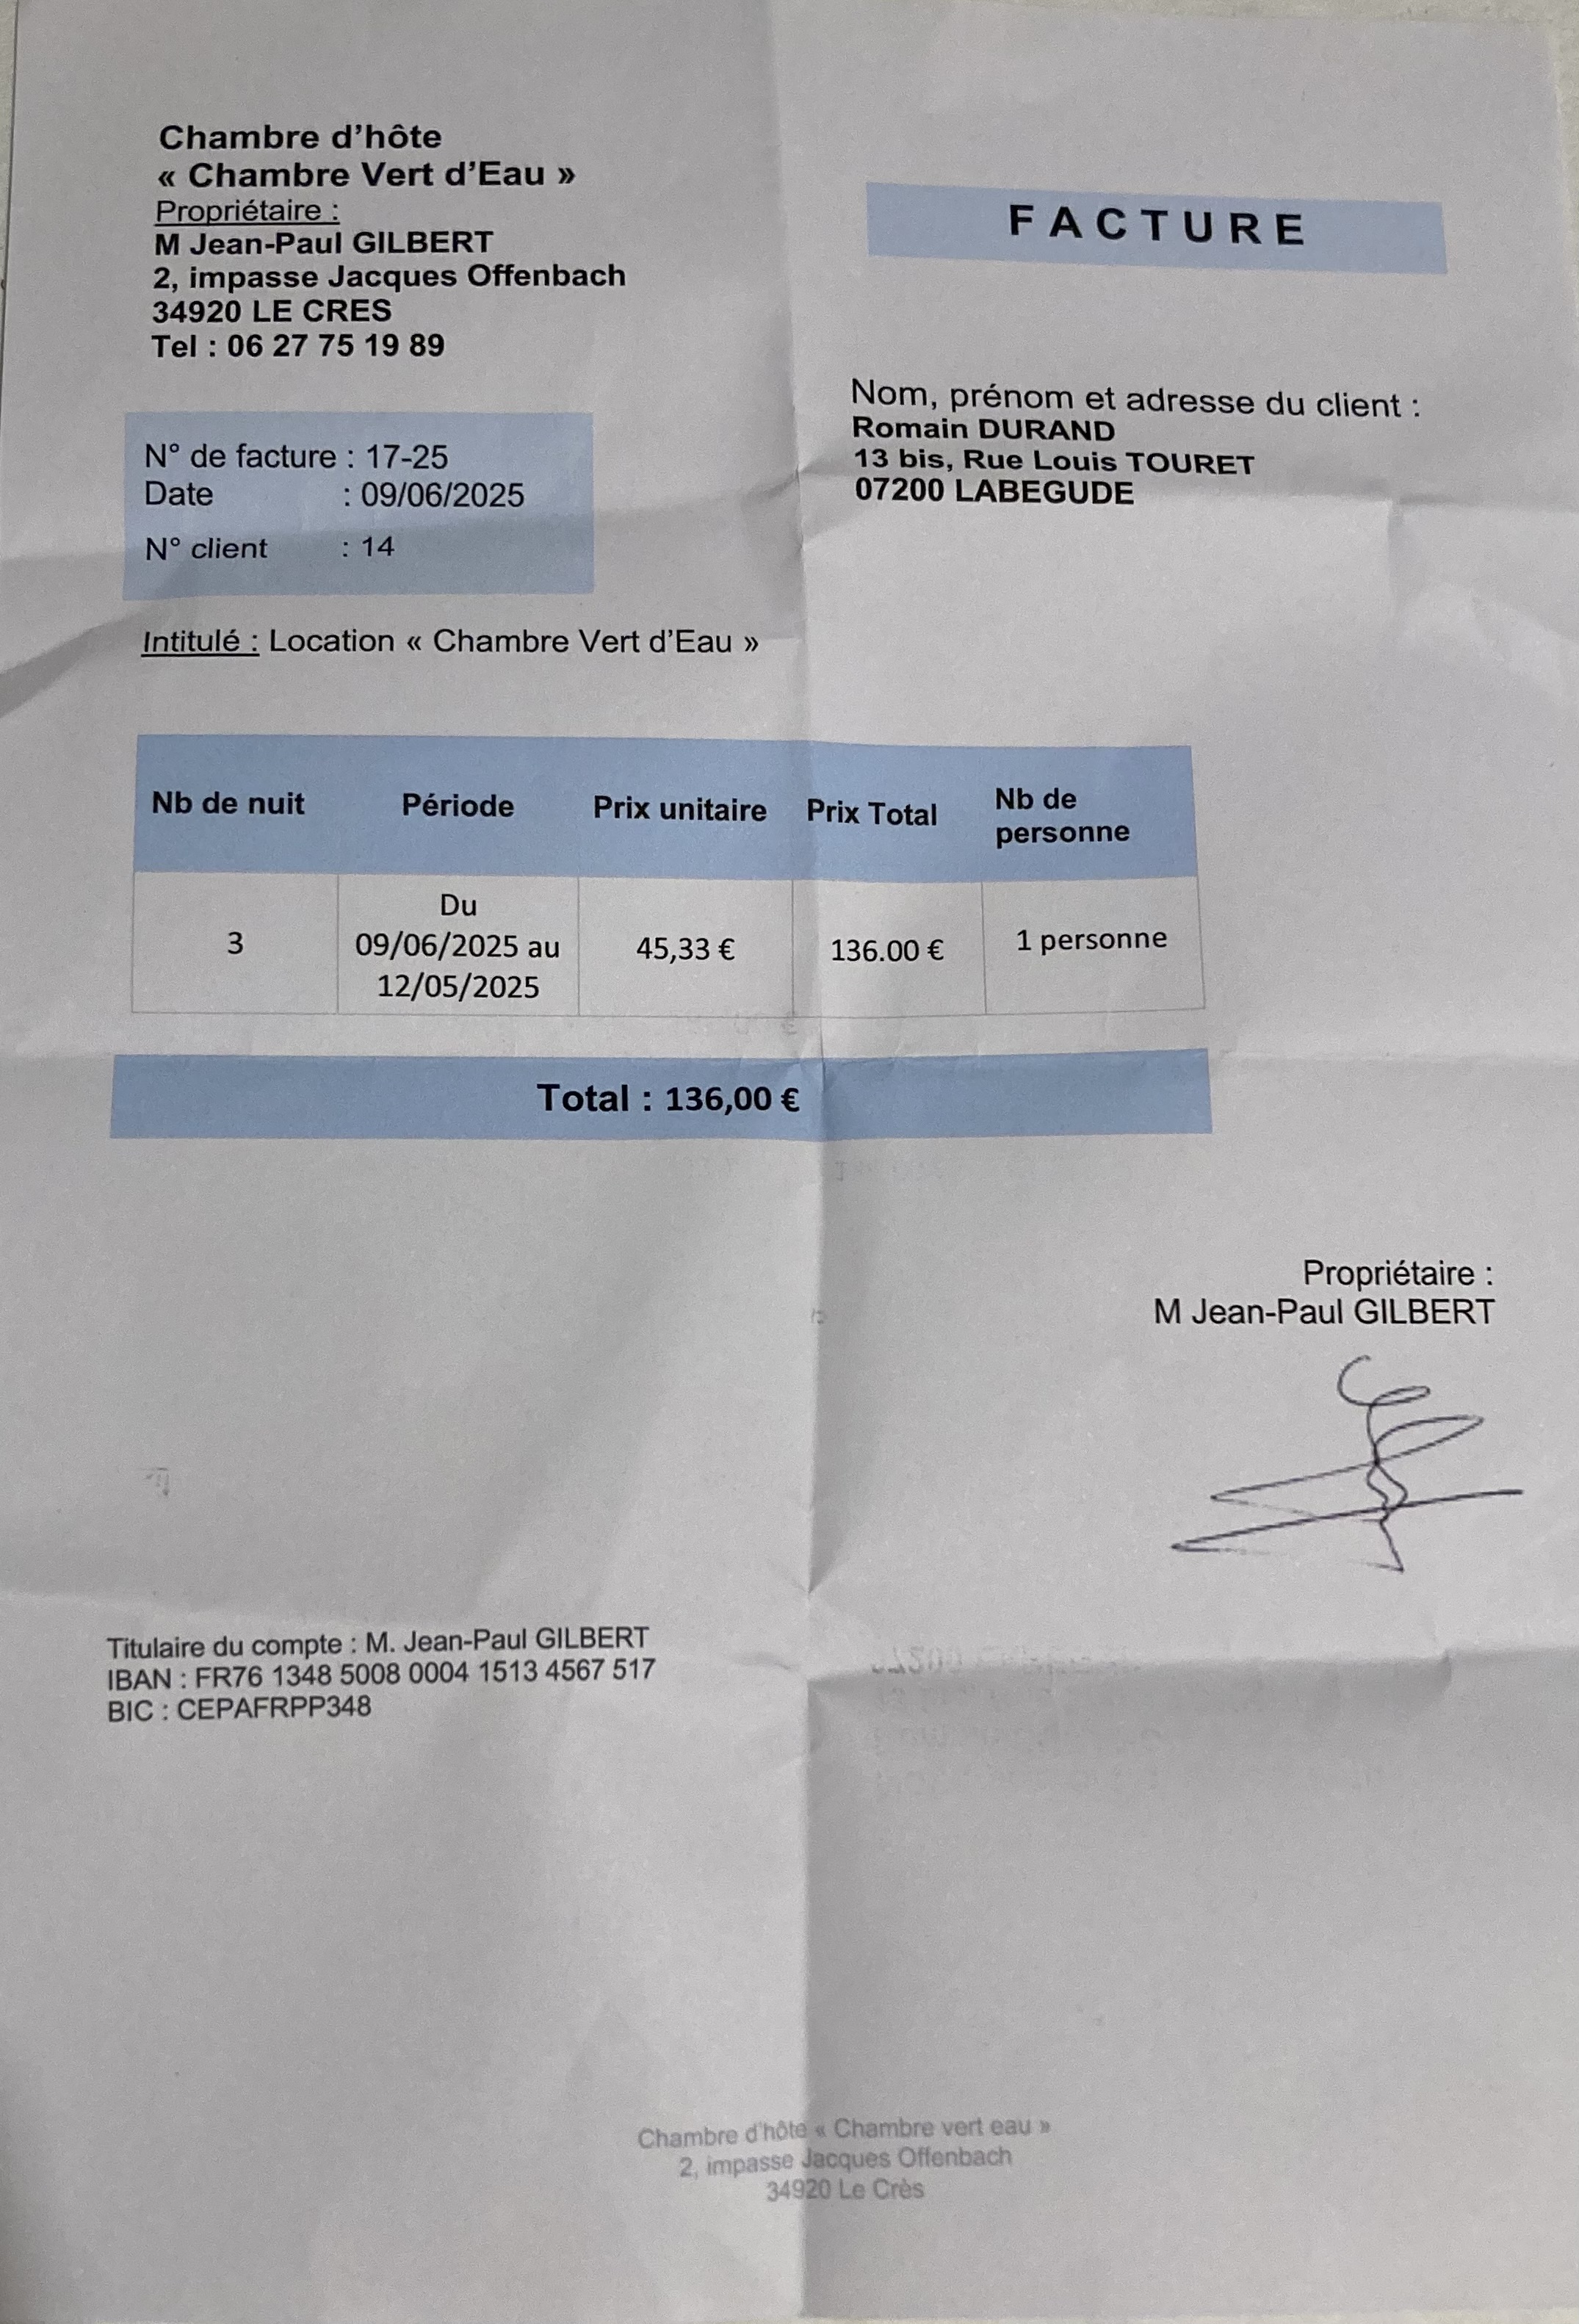 Chambre d'hôte
« Chambre Vert d'Eau »
Propriétaire :
M Jean-Paul GILBERT
2, impasse Jacques Offenbach
34920 LE CRES
Tel : 06 27 75 19 89
FACTURE
Nom, prénom et adresse du client :
Romain DURAND
13 bis, Rue Louis TOURET
07200 LABEGUDE
N° de facture : 17-25
Date : 09/06/2025
N° client : 14
Intitulé : Location « Chambre Vert d'Eau »
Nb de nuit Période Prix unitaire Prix Total Nb de personne
3 Du 09/06/2025 au 12/05/2025 45,33 € 136.00 € 1 personne
Total : 136,00 €
Propriétaire :
M Jean-Paul GILBERT
Titulaire du compte : M. Jean-Paul GILBERT
IBAN : FR76 1348 5008 0004 1513 4567 517
BIC : CEPAFRPP348
Chambre d'hôte « Chambre vert eau »
2, impasse Jacques Offenbach
34920 Le Crès